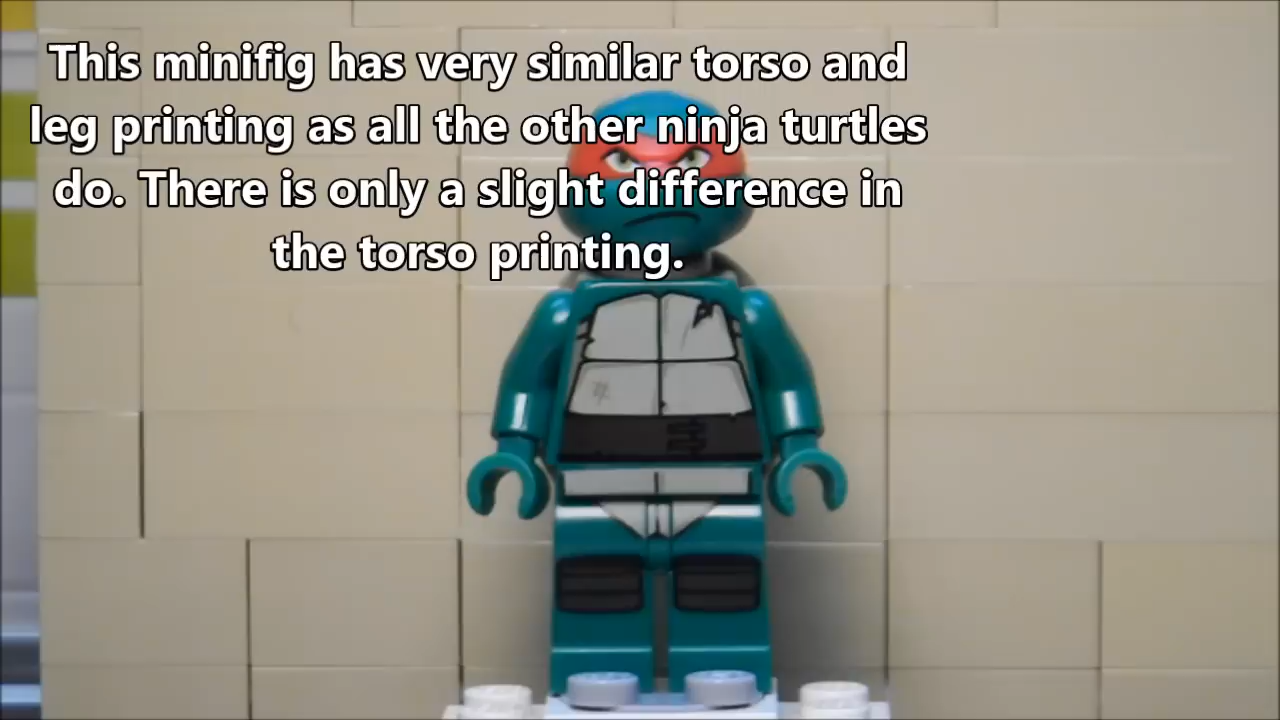 This minifig has very similar torso and
leg printing as all the other ninja turtles
do. There is only a slight difference in
the torso printing.